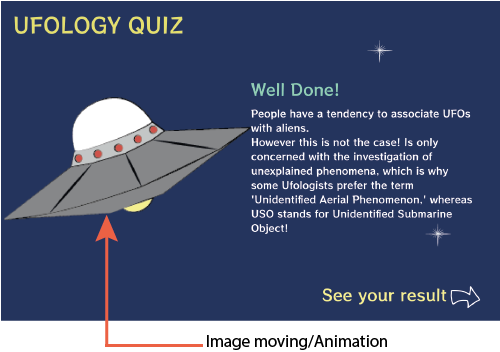 UFOLOGY QUIZ
Well Done!
People have a tendency to associate UFOs
with aliens.
However this is not the case! Is only
concerned with the investigation of
unexplained phenomena, which is why
some Ufologists prefer the term
'Unidentified Aerial Phenomenon,' whereas
USO stands for Unidentified Submarine
Object!
See your result
Image moving/Animation